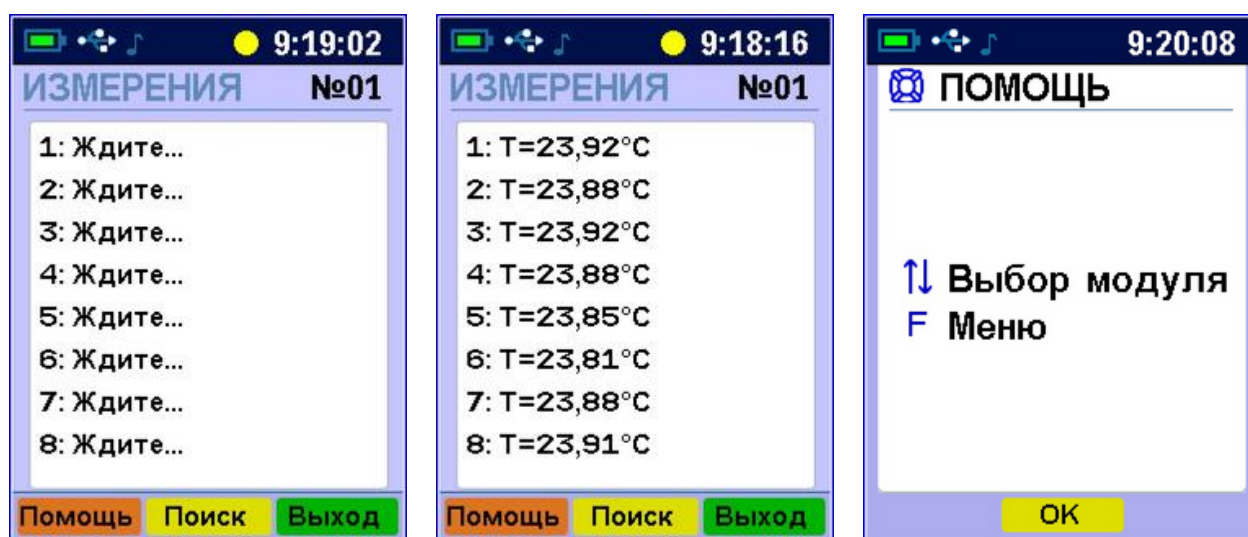 9:19:02
ИЗМЕРЕНИЯ №01
1: Ждите...
2: Ждите...
3: Ждите...
4: Ждите...
5: Ждите...
6: Ждите...
7: Ждите...
8: Ждите...
Помощь Поиск Выход
9:18:16
ИЗМЕРЕНИЯ №01
1: T=23,92°C
2: T=23,88°C
3: T=23,92°C
4: T=23,88°C
5: T=23,85°C
6: T=23,81°C
7: T=23,88°C
8: T=23,91°C
Помощь Поиск Выход
9:20:08
ПОМОЩЬ
↑↓ Выбор модуля
F Меню
OK